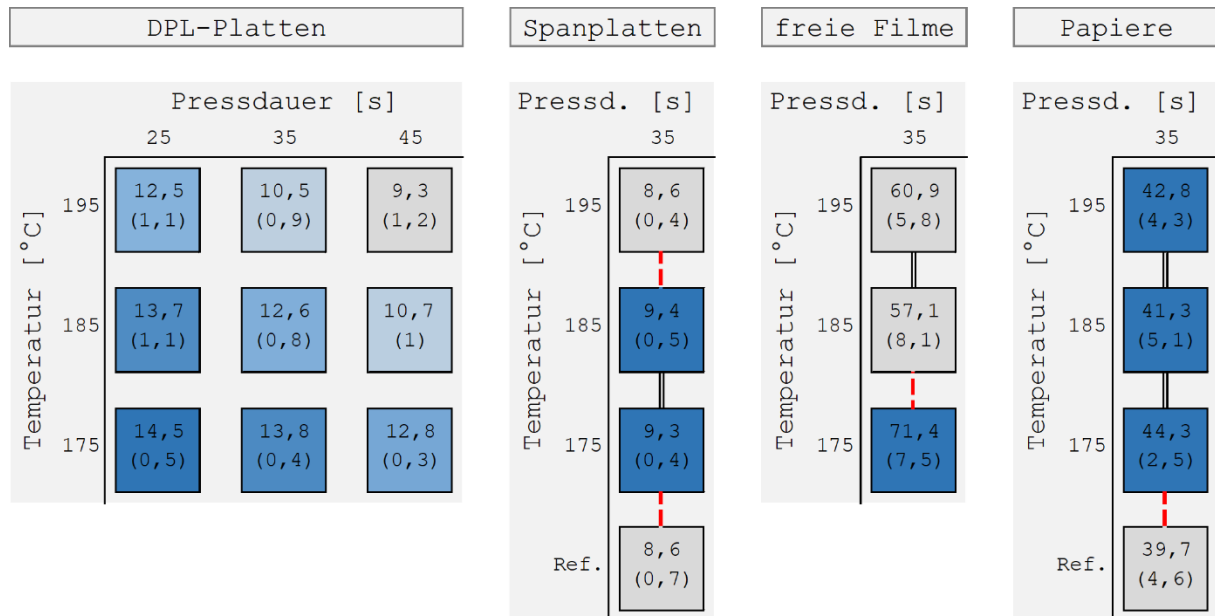 DPL-Platten
Pressdauer [s]
25 35 45
Temperatur [°C]
195 12,5 10,5 9,3
(1,1) (0,9) (1,2)
185 13,7 12,6 10,7
(1,1) (0,8) (1)
175 14,5 13,8 12,8
(0,5) (0,4) (0,3)
Spanplatten
Pressd. [s]
35
Temperatur [°C]
195 8,6
(0,4)
185 9,4
(0,5)
175 9,3
(0,4)
Ref. 8,6
(0,7)
freie Filme
Pressd. [s]
35
Temperatur [°C]
195 60,9
(5,8)
185 57,1
(8,1)
175 71,4
(7,5)
Papiere
Pressd. [s]
35
Temperatur [°C]
195 42,8
(4,3)
185 41,3
(5,1)
175 44,3
(2,5)
Ref. 39,7
(4,6)